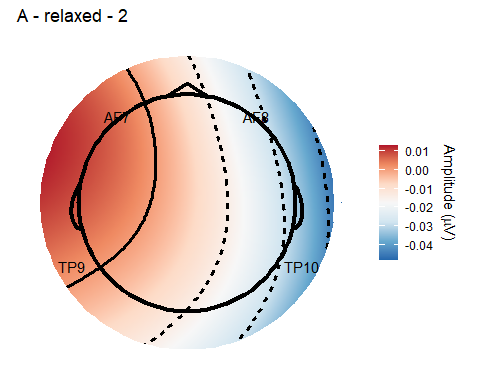 A - relaxed - 2
AF7
AF8
TP9
TP10
Amplitude (μV)
0.01
0.00
-0.01
-0.02
-0.03
-0.04